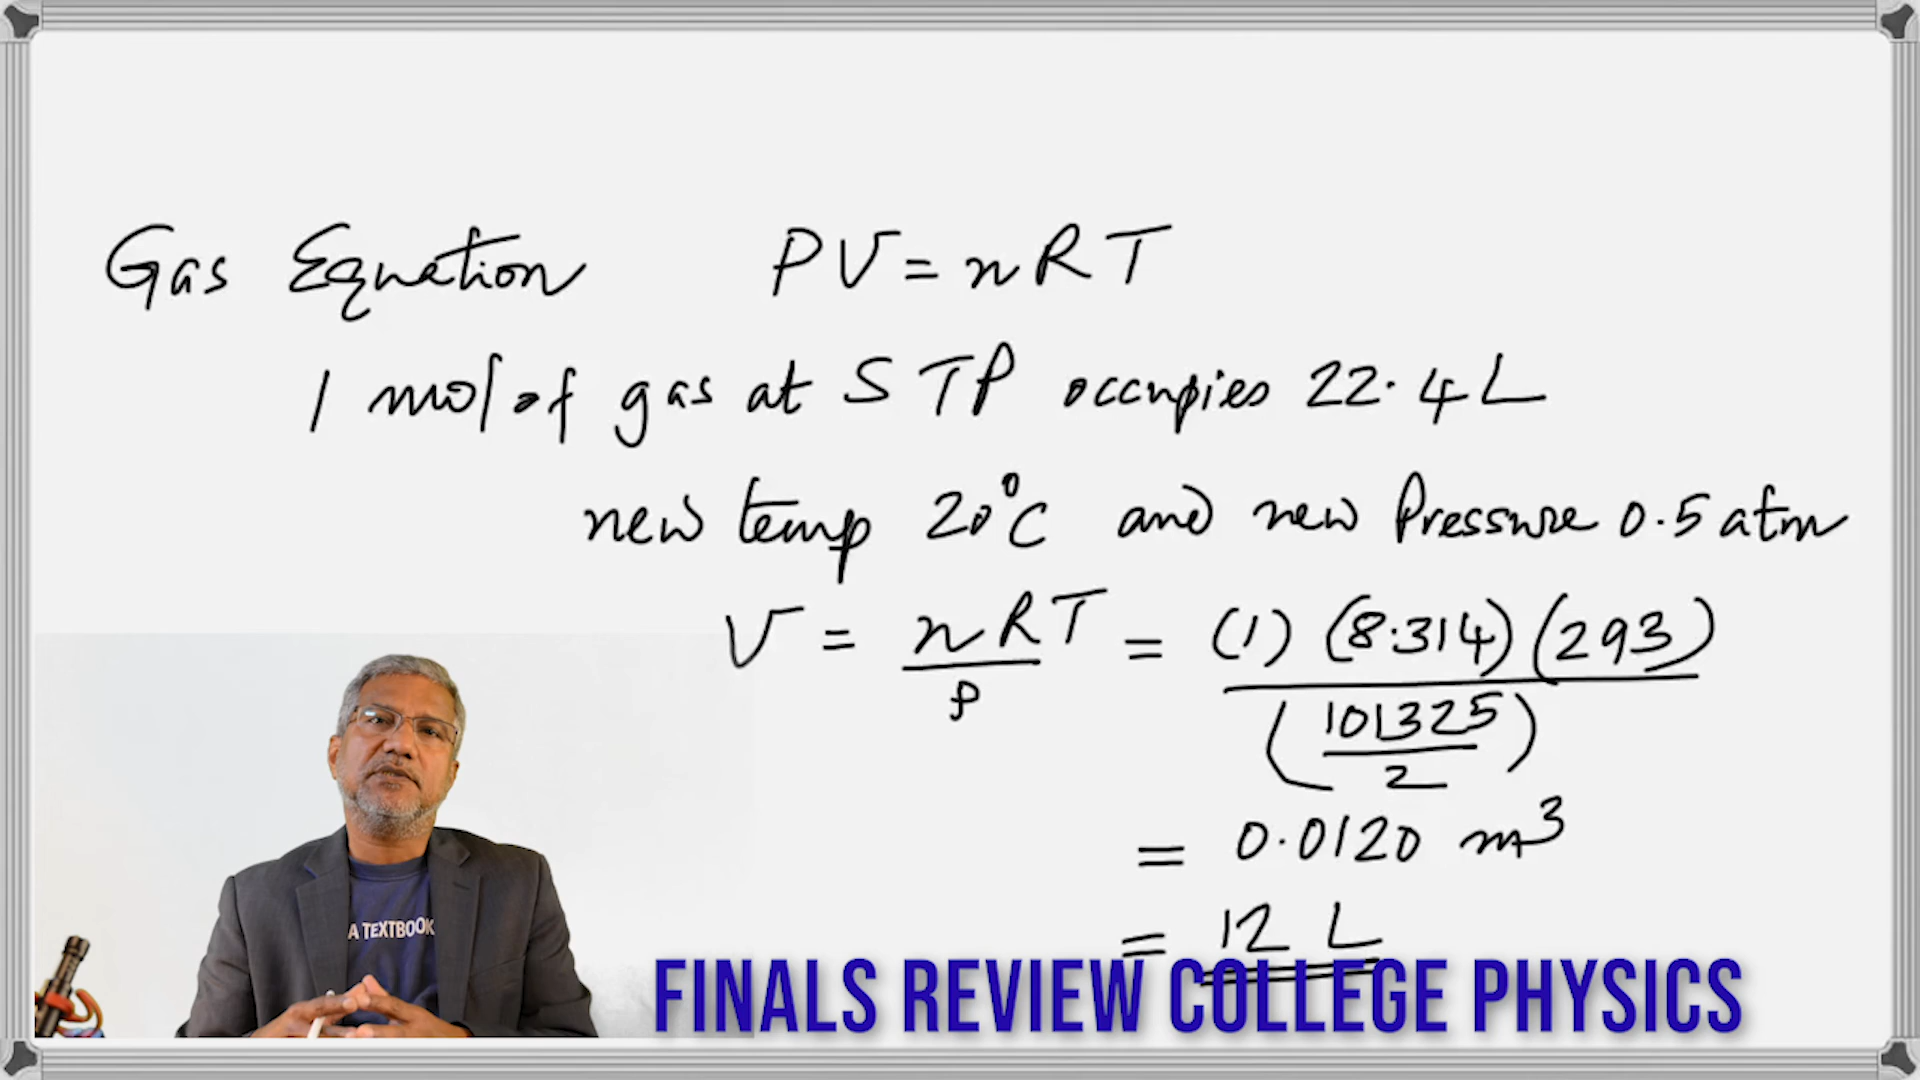 Gas Equation PV = nRT
1 mol of gas at STP occupies 22.4 L
new temp 20°C and new Pressure 0.5 atm
V = nRT / P = (1) (8.314) (293) / (101325 / 2)
= 0.0120 m³
= 12 L
A TEXTBOOK
FINALS REVIEW COLLEGE PHYSICS